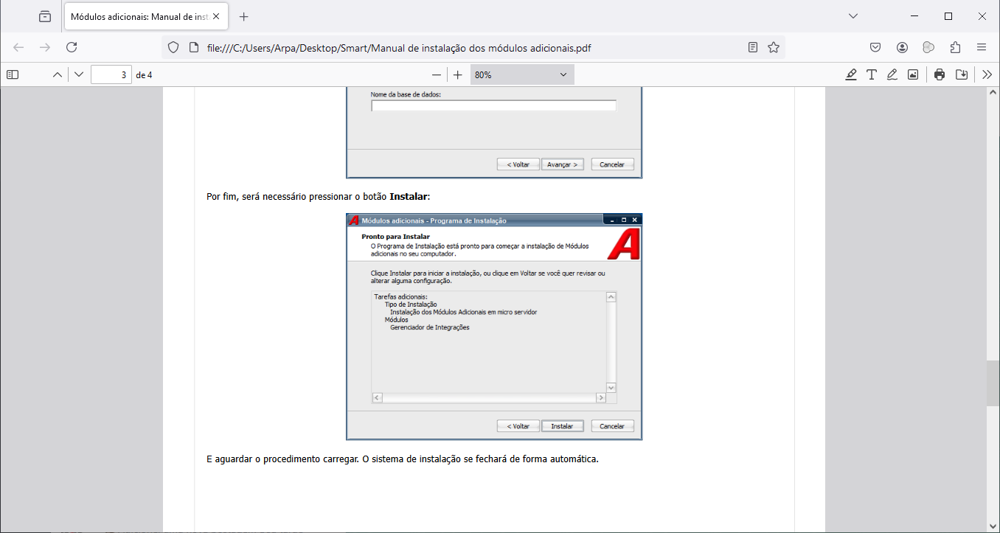 Módulos adicionais: Manual de inst
file:///C:/Users/Arpa/Desktop/Smart/Manual de instalação dos módulos adicionais.pdf
3 de 4
80%
Nome da base de dados:
< Voltar Avançar > Cancelar
Por fim, será necessário pressionar o botão Instalar:
Módulos adicionais - Programa de Instalação
Pronto para Instalar
O Programa de Instalação está pronto para começar a instalação de Módulos
adicionais no seu computador.
Clique Instalar para iniciar a instalação, ou clique em Voltar se você quer revisar ou
alterar alguma configuração.
Tarefas adicionais:
Tipo de Instalação
Instalação dos Módulos Adicionais em micro servidor
Módulos
Gerenciador de Integrações
< Voltar Instalar Cancelar
E aguardar o procedimento carregar. O sistema de instalação se fechará de forma automática.